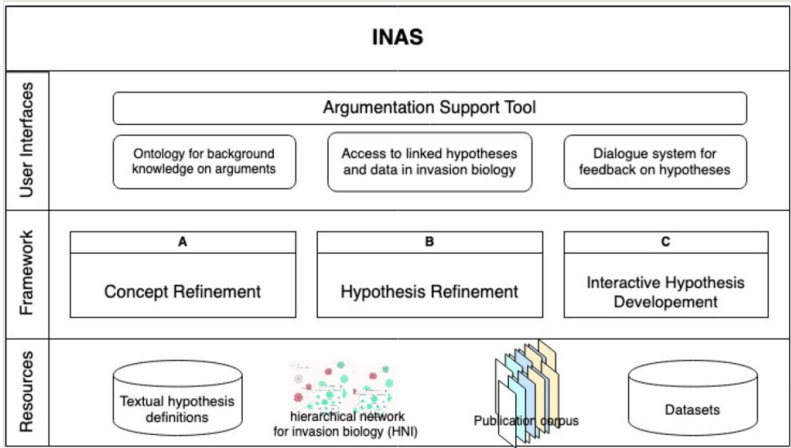 INAS
User Interfaces
Argumentation Support Tool
Ontology for background
knowledge on arguments
Access to linked hypotheses
and data in invasion biology
Dialogue system for
feedback on hypotheses
Framework
A
Concept Refinement
B
Hypothesis Refinement
C
Interactive Hypothesis
Developement
Resources
Textual hypothesis
definitions
hierarchical network
for invasion biology (HNI)
Publication corpus
Datasets